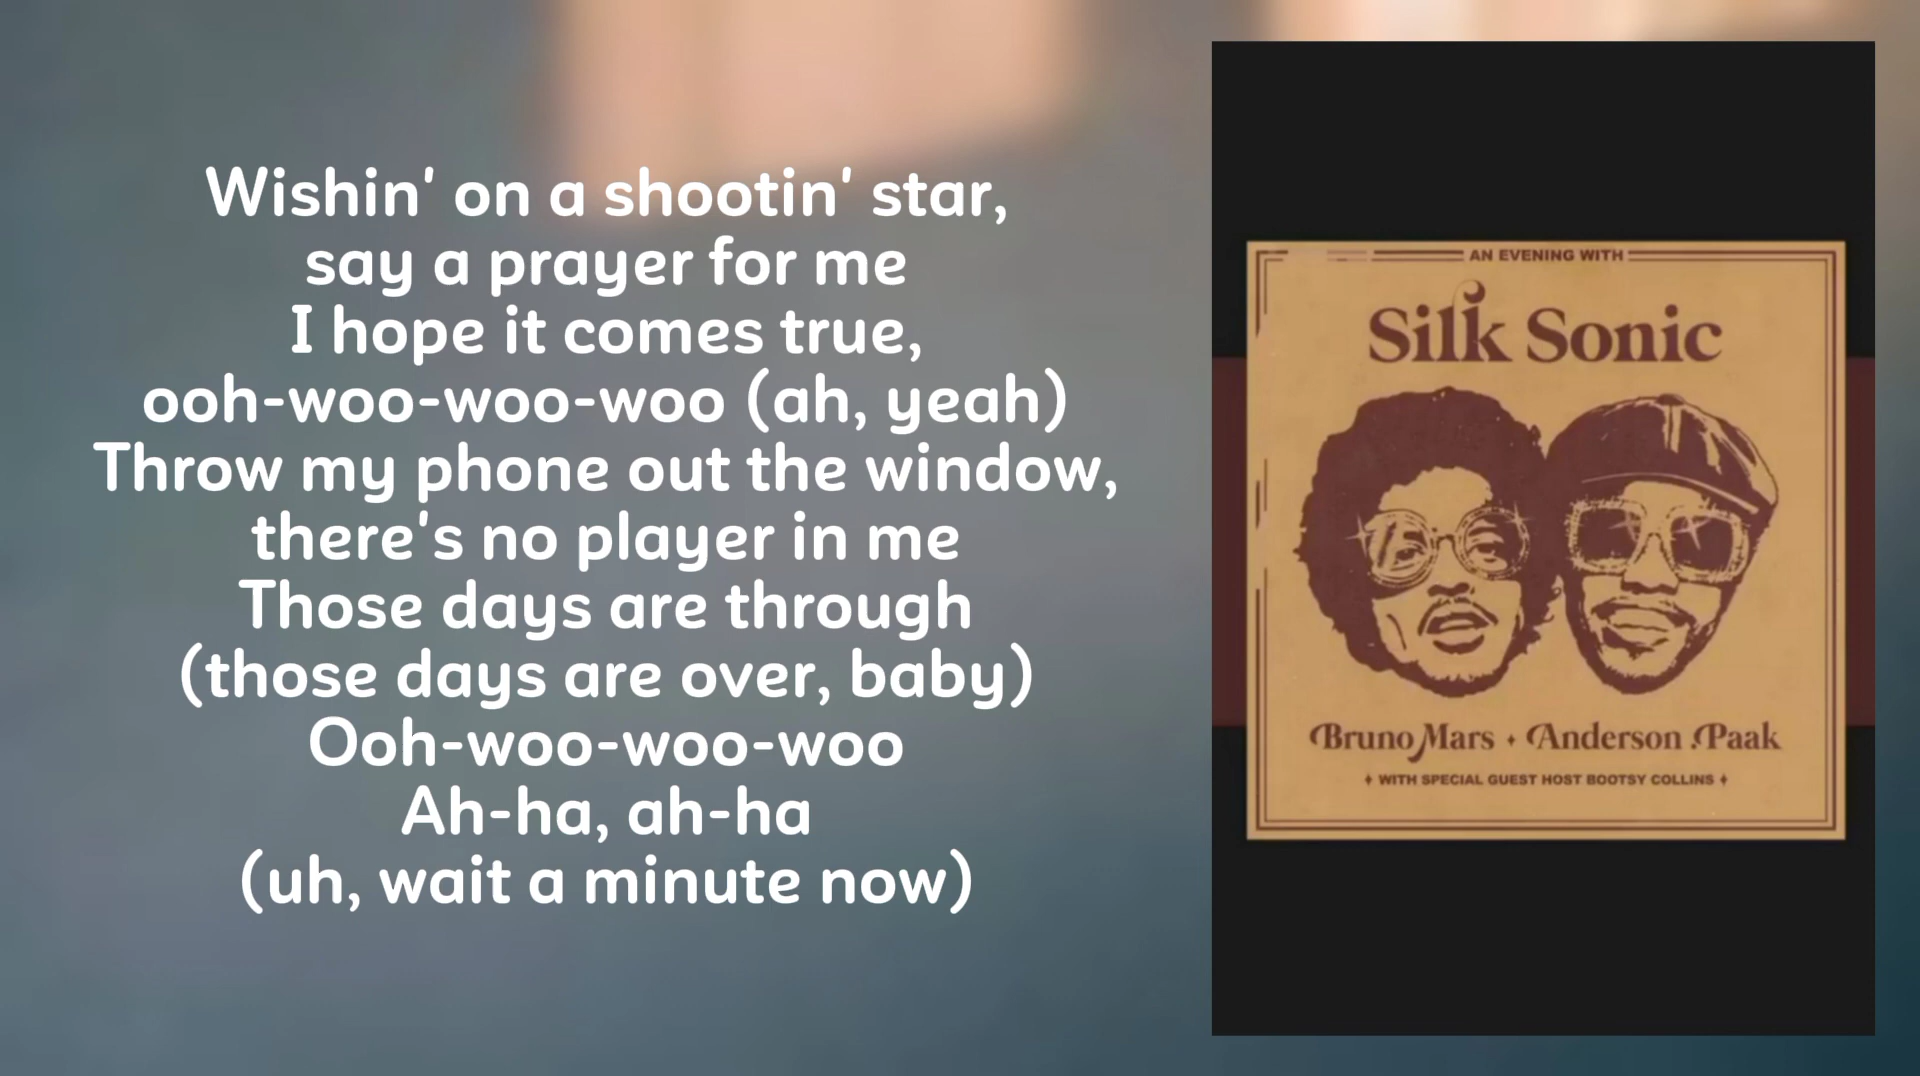 Wishin' on a shootin' star,
say a prayer for me
I hope it comes true,
ooh-woo-woo-woo (ah, yeah)
Throw my phone out the window,
there's no player in me
Those days are through
(those days are over, baby)
Ooh-woo-woo-woo
Ah-ha, ah-ha
(uh, wait a minute now)
AN EVENING WITH
Silk Sonic
Bruno Mars + Anderson .Paak
WITH SPECIAL GUEST HOST BOOTSY COLLINS